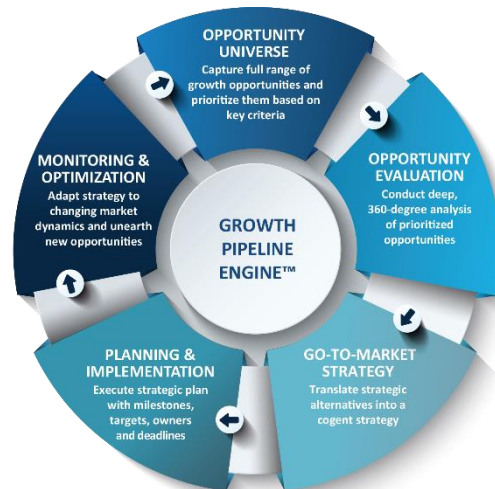 OPPORTUNITY
UNIVERSE
Capture full range of
growth opportunities and
prioritize them based on
key criteria
OPPORTUNITY
EVALUATION
Conduct deep,
360-degree analysis
of prioritized
opportunities
GO-TO-MARKET
STRATEGY
Translate strategic
alternatives into a
cogent strategy
PLANNING &
IMPLEMENTATION
Execute strategic plan
with milestones,
targets, owners
and deadlines
MONITORING &
OPTIMIZATION
Adapt strategy to
changing market
dynamics and unearth
new opportunities
GROWTH
PIPELINE
ENGINE™